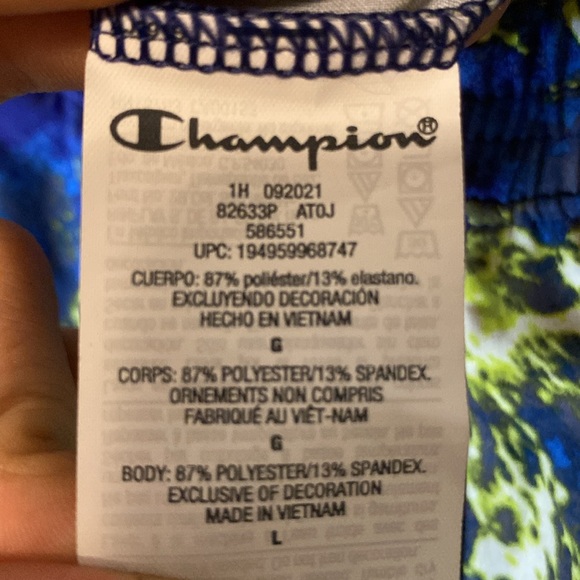 Champion®
1H 092021
82633P AT0J
586551
UPC: 194959968747
CUERPO: 87% poliéster/13% elastano.
EXCLUYENDO DECORACIÓN
HECHO EN VIETNAM
G
CORPS: 87% POLYESTER/13% SPANDEX.
ORNEMENTS NON COMPRIS
FABRIQUÉ AU VIÊT-NAM
G
BODY: 87% POLYESTER/13% SPANDEX.
EXCLUSIVE OF DECORATION
MADE IN VIETNAM
L